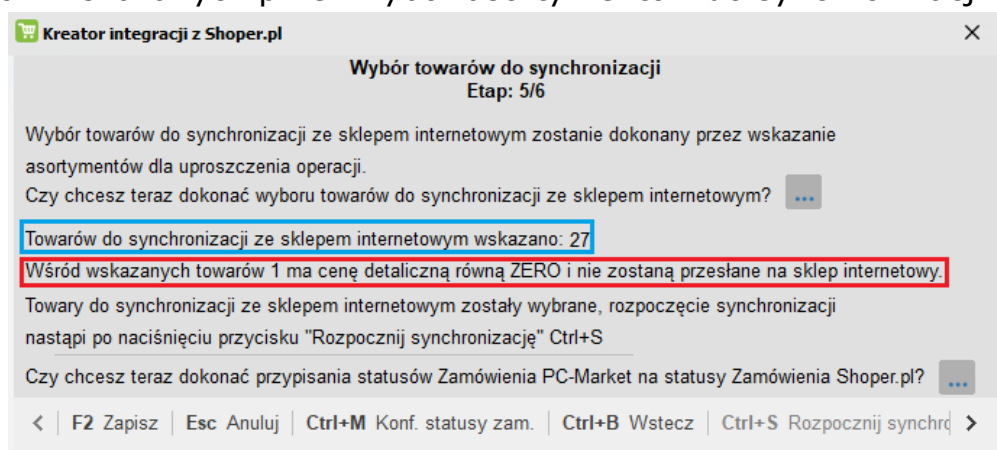 Kreator integracji z Shoper.pl
Wybór towarów do synchronizacji
Etap: 5/6
Wybór towarów do synchronizacji ze sklepem internetowym zostanie dokonany przez wskazanie
asortymentów dla uproszczenia operacji.
Czy chcesz teraz dokonać wyboru towarów do synchronizacji ze sklepem internetowym? ...
Towarów do synchronizacji ze sklepem internetowym wskazano: 27
Wśród wskazanych towarów 1 ma cenę detaliczną równą ZERO i nie zostaną przesłane na sklep internetowy.
Towary do synchronizacji ze sklepem internetowym zostały wybrane, rozpoczęcie synchronizacji
nastąpi po naciśnięciu przycisku "Rozpocznij synchronizację" Ctrl+S
Czy chcesz teraz dokonać przypisania statusów Zamówienia PC-Market na statusy Zamówienia Shoper.pl? ...
F2 Zapisz | Esc Anuluj | Ctrl+M Konf. statusy zam. | Ctrl+B Wstecz | Ctrl+S Rozpocznij synchro